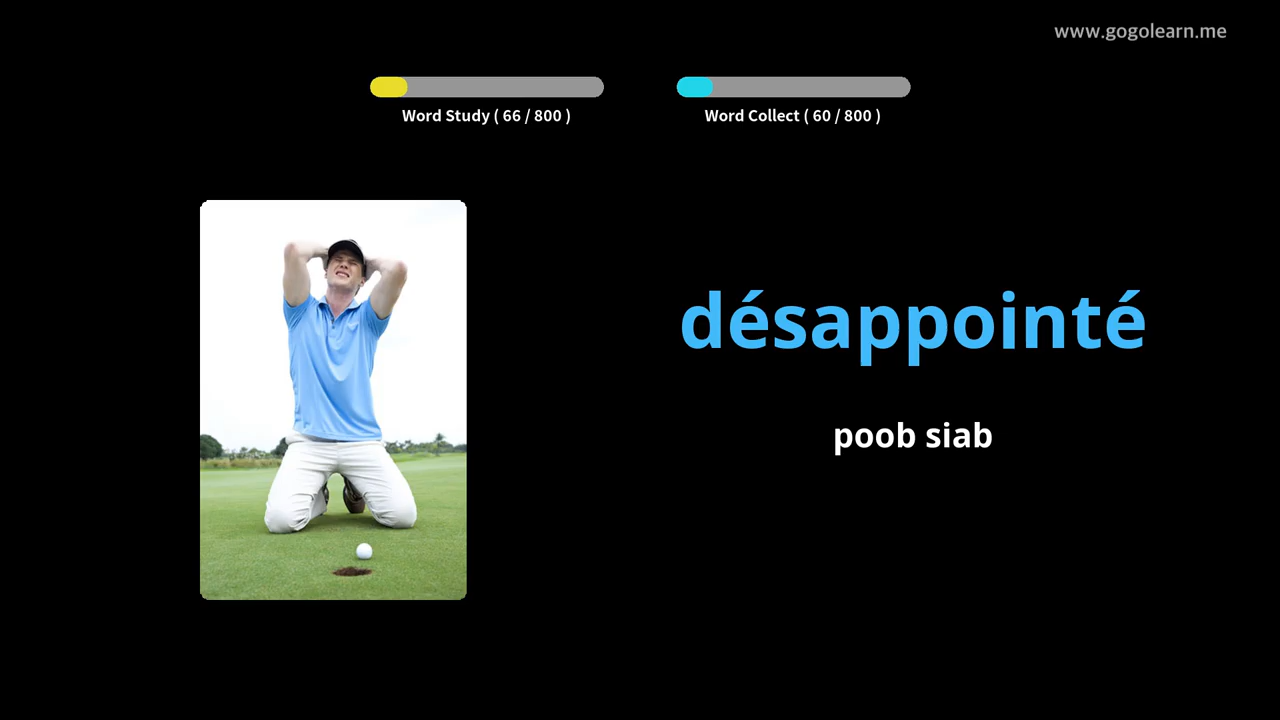 www.gogolearn.me
Word Study ( 66 / 800 )
Word Collect ( 60 / 800 )
désappointé
poob siab